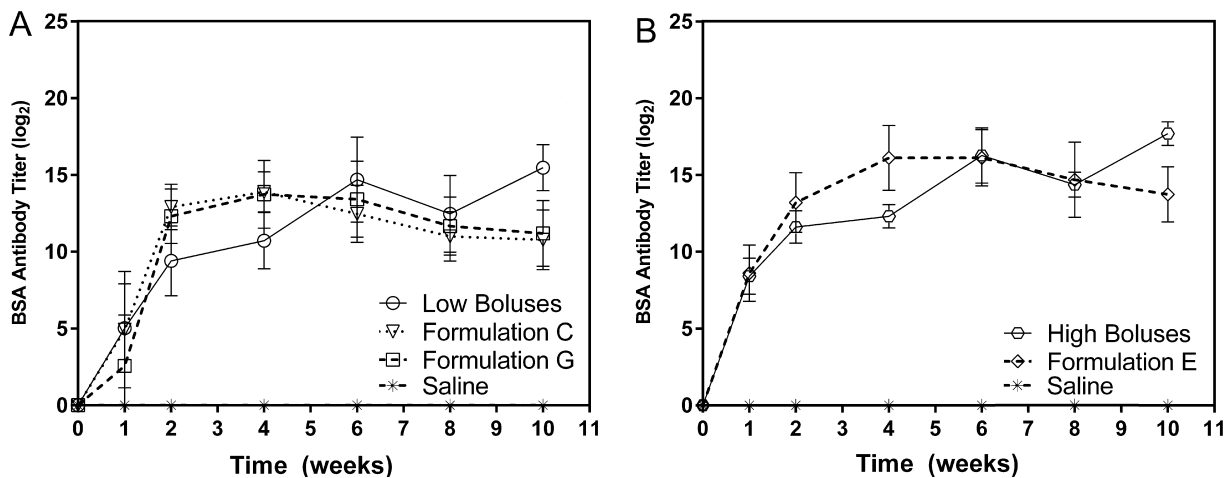 A
BSA Antibody Titer (log₂)
25
20
15
10
5
0
Low Boluses
Formulation C
Formulation G
Saline
0 1 2 3 4 5 6 7 8 9 10 11
Time (weeks)
B
BSA Antibody Titer (log₂)
25
20
15
10
5
0
High Boluses
Formulation E
Saline
0 1 2 3 4 5 6 7 8 9 10 11
Time (weeks)